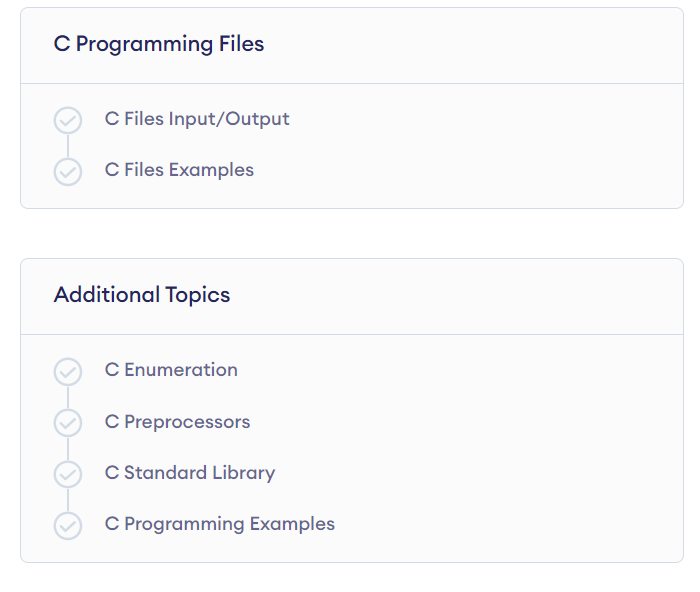 C Programming Files
C Files Input/Output
C Files Examples
Additional Topics
C Enumeration
C Preprocessors
C Standard Library
C Programming Examples